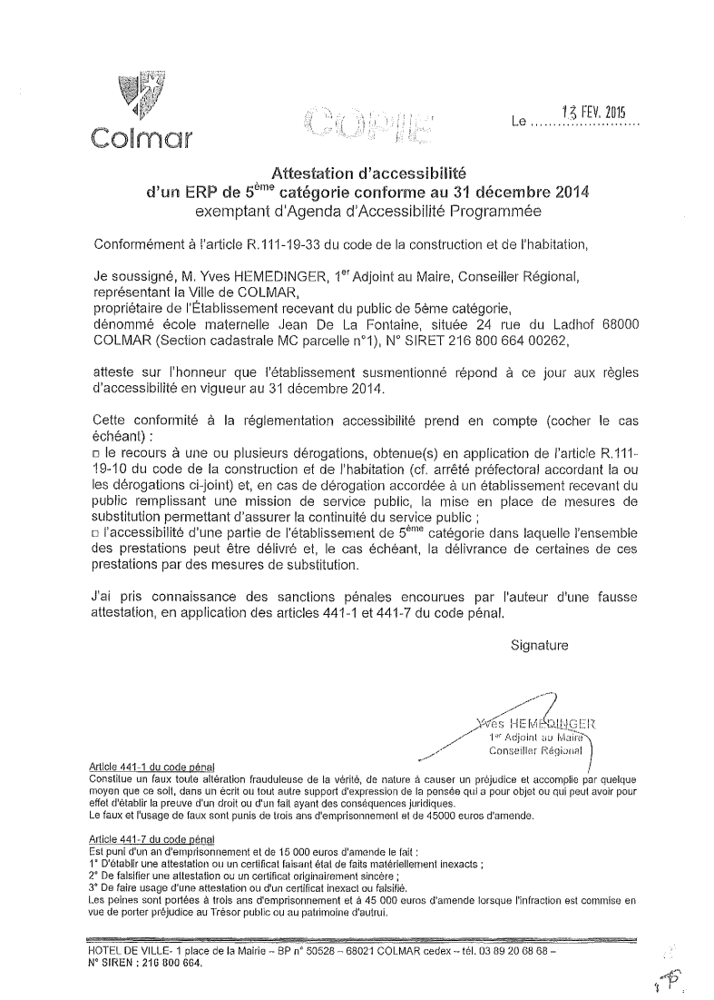 Colmar
COPIE
Le 13 FEV. 2015
Attestation d'accessibilité
d'un ERP de 5ème catégorie conforme au 31 décembre 2014
exemptant d'Agenda d'Accessibilité Programmée
Conformément à l'article R.111-19-33 du code de la construction et de l'habitation,
Je soussigné, M. Yves HEMEDINGER, 1er Adjoint au Maire, Conseiller Régional,
représentant la Ville de COLMAR,
propriétaire de l'Établissement recevant du public de 5ème catégorie,
dénommé école maternelle Jean De La Fontaine, située 24 rue du Ladhof 68000
COLMAR (Section cadastrale MC parcelle n°1), N° SIRET 216 800 664 00262,
atteste sur l'honneur que l'établissement susmentionné répond à ce jour aux règles
d'accessibilité en vigueur au 31 décembre 2014.
Cette conformité à la réglementation accessibilité prend en compte (cocher le cas
échéant) :
□ le recours à une ou plusieurs dérogations, obtenue(s) en application de l'article R.111-
19-10 du code de la construction et de l'habitation (cf. arrêté préfectoral accordant la ou
les dérogations ci-joint) et, en cas de dérogation accordée à un établissement recevant du
public remplissant une mission de service public, la mise en place de mesures de
substitution permettant d'assurer la continuité du service public ;
□ l'accessibilité d'une partie de l'établissement de 5ème catégorie dans laquelle l'ensemble
des prestations peut être délivré et, le cas échéant, la délivrance de certaines de ces
prestations par des mesures de substitution.
J'ai pris connaissance des sanctions pénales encourues par l'auteur d'une fausse
attestation, en application des articles 441-1 et 441-7 du code pénal.
Signature
Yves HEMEDINGER
1er Adjoint au Maire
Conseiller Régional
Article 441-1 du code pénal
Constitue un faux toute altération frauduleuse de la vérité, de nature à causer un préjudice et accomplie par quelque
moyen que ce soit, dans un écrit ou tout autre support d'expression de la pensée qui a pour objet ou qui peut avoir pour
effet d'établir la preuve d'un droit ou d'un fait ayant des conséquences juridiques.
Le faux et l'usage de faux sont punis de trois ans d'emprisonnement et de 45000 euros d'amende.
Article 441-7 du code pénal
Est puni d'un an d'emprisonnement et de 15 000 euros d'amende le fait :
1° D'établir une attestation ou un certificat faisant état de faits matériellement inexacts ;
2° De falsifier une attestation ou un certificat originairement sincère ;
3° De faire usage d'une attestation ou d'un certificat inexact ou falsifié.
Les peines sont portées à trois ans d'emprisonnement et à 45 000 euros d'amende lorsque l'infraction est commise en
vue de porter préjudice au Trésor public ou au patrimoine d'autrui.
HOTEL DE VILLE- 1 place de la Mairie – BP n° 50528 – 68021 COLMAR cedex – tél. 03 89 20 68 68 –
N° SIREN : 216 800 664.